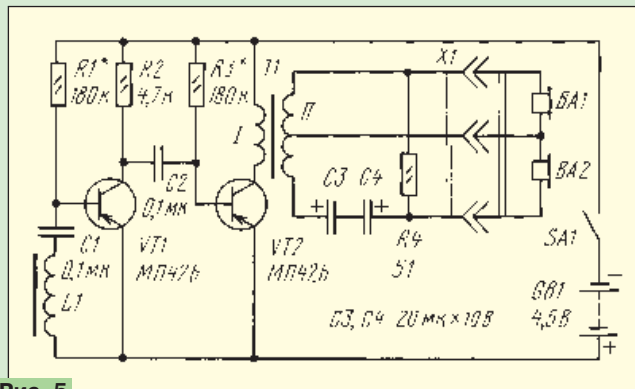 R1*
180к
R2
4,7к
R3*
180к
T1
I
II
X1
BA1
BA2
C3
C4
+
+
R4
51
C2
0,1мк
C1
0,1мк
L1
VT1
МП42Б
VT2
МП42Б
SA1
GB1
4,5В
−
+
C3, C4 20мк×10В
Рис. 5